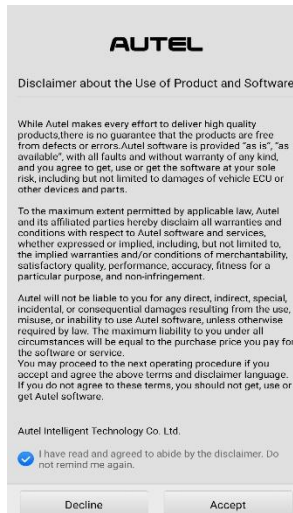 AUTEL
Disclaimer about the Use of Product and Software
While Autel makes every effort to deliver high quality
products,there is no guarantee that the products are free
from defects or errors.Autel software is provided "as is", "as
available", with all faults and without warranty of any kind,
and you agree to get, use or get the software at your sole
risk, including but not limited to damages of vehicle ECU or
other devices and parts.
To the maximum extent permitted by applicable law, Autel
and its affiliated parties hereby disclaim all warranties and
conditions with respect to Autel software and services,
whether expressed or implied, including, but not limited to,
the implied warranties and/or conditions of merchantability,
satisfactory quality, performance, accuracy, fitness for a
particular purpose, and non-infringement.
Autel will not be liable to you for any direct, indirect, special,
incidental, or consequential damages resulting from the use,
misuse, or inability to use Autel software, unless otherwise
required by law. The maximum liability to you under all
circumstances will be equal to the purchase price you pay for
the software or service.
You may proceed to the next operating procedure if you
accept and agree the above terms and disclaimer language.
If you do not agree to these terms, you should not get, use or
get Autel software.
Autel Intelligent Technology Co. Ltd.
I have read and agreed to abide by the disclaimer. Do
not remind me again.
Decline Accept